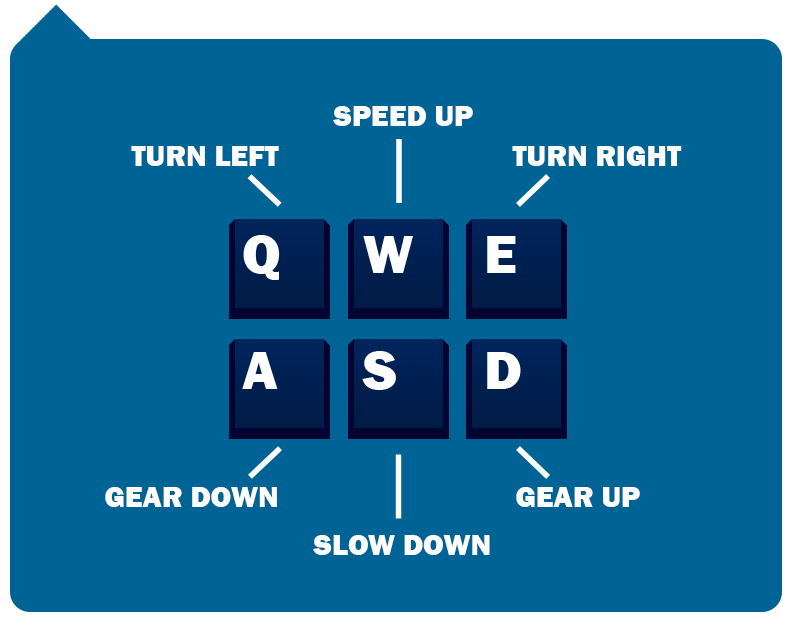 SPEED UP
TURN LEFT
TURN RIGHT
Q W E
A S D
GEAR DOWN
GEAR UP
SLOW DOWN